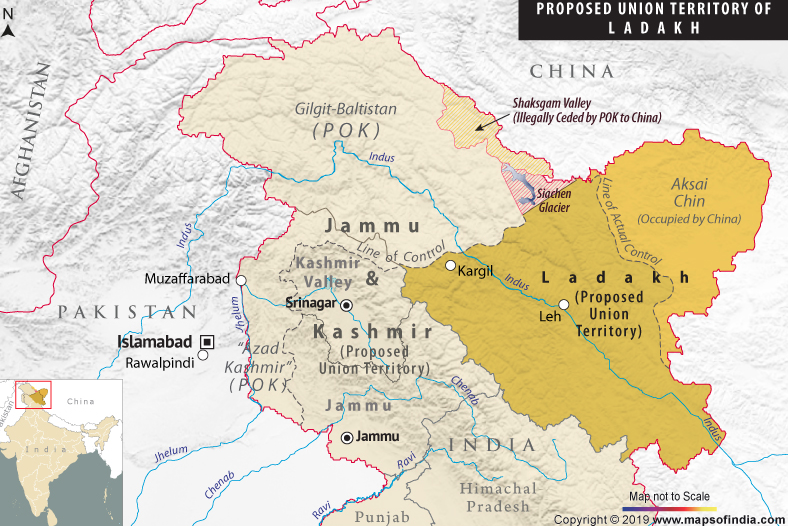 PROPOSED UNION TERRITORY OF
LADAKH
N
CHINA
AFGHANISTAN
Shaksgam Valley
(Illegally Ceded by POK to China)
Gilgit-Baltistan
(POK)
Indus
Siachen
Glacier
Line of Actual Control
Aksai
Chin
(Occupied by China)
Indus
Jammu
Line of Control
Kashmir
Valley
&
Kargil
Indus
Ladakh
(Proposed
Union
Territory)
Muzaffarabad
Srinagar
Leh
PAKISTAN
Jhelum
Kashmir
(Proposed
Union Territory)
Islamabad
Rawalpindi
"Azad
Kashmir"
(POK)
Chenab
Jammu
Jammu
Indus
INDIA
Jhelum
Chenab
Ravi
Ravi
Himachal
Pradesh
Punjab
Pakistan
China
India
Map not to Scale
Copyright © 2019 www.mapsofindia.com